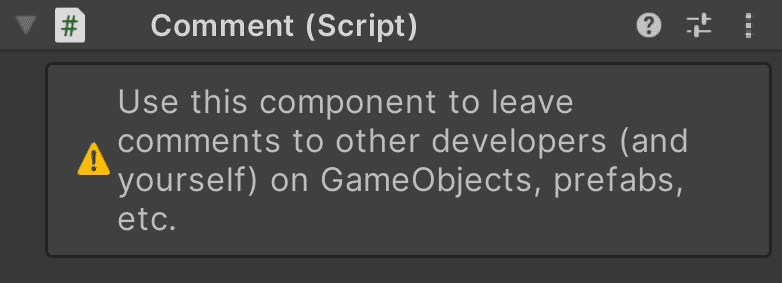 # Comment (Script)
Use this component to leave
comments to other developers (and
yourself) on GameObjects, prefabs,
etc.